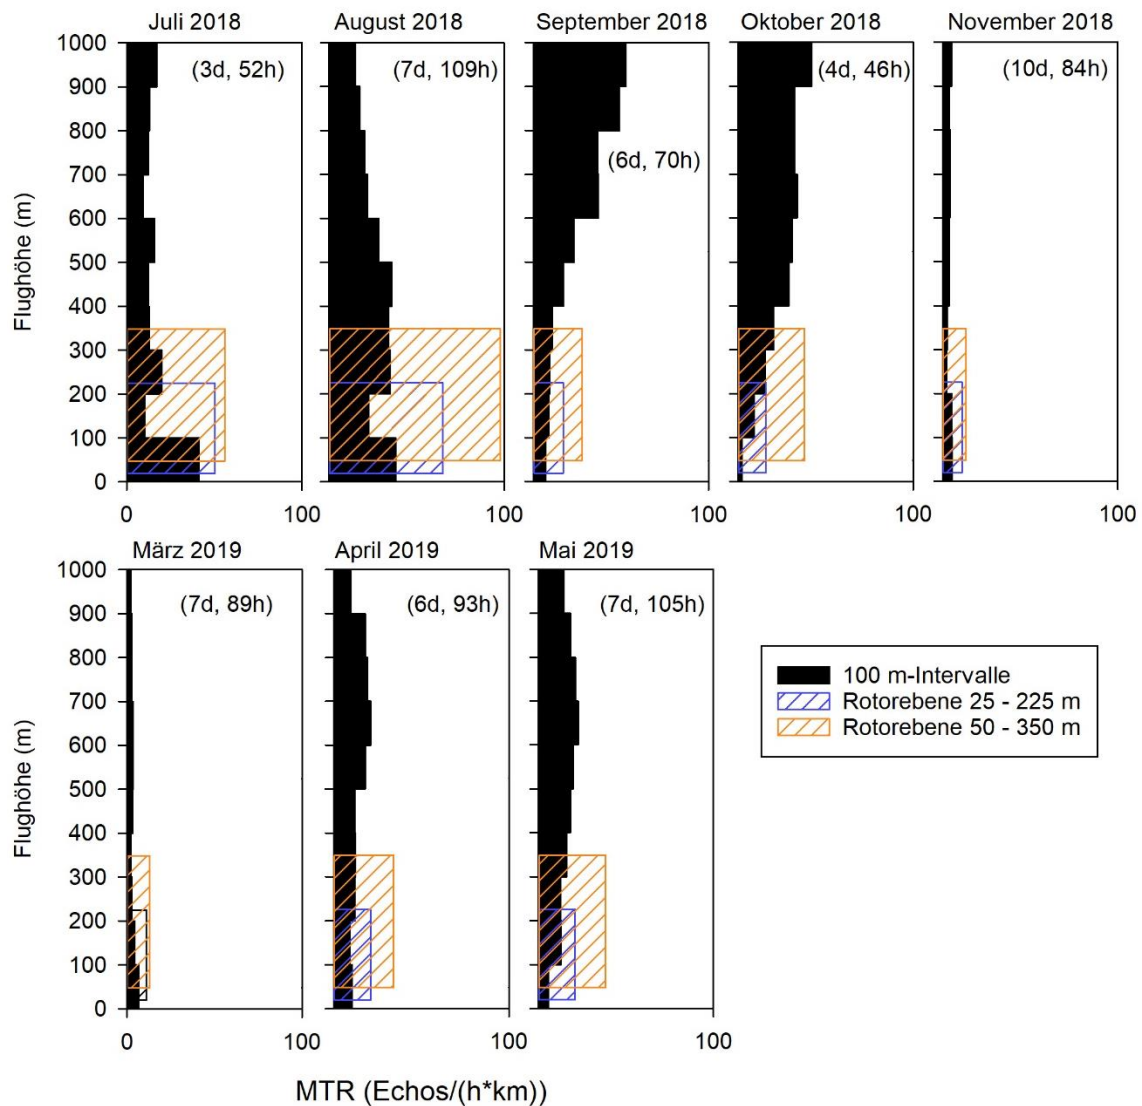 Juli 2018 August 2018 September 2018 Oktober 2018 November 2018
1000
(3d, 52h) (7d, 109h) (4d, 46h) (10d, 84h)
900
800
(6d, 70h)
700
600
500
400
300
200
100
0
Flughöhe (m)
0 100 100 100 100 100
März 2019 April 2019 Mai 2019
1000
(7d, 89h) (6d, 93h) (7d, 105h)
900
800
700
600
500
400
300
200
100
0
Flughöhe (m)
100 m-Intervalle
Rotorebene 25 - 225 m
Rotorebene 50 - 350 m
0 100 100 100
MTR (Echos/(h*km))